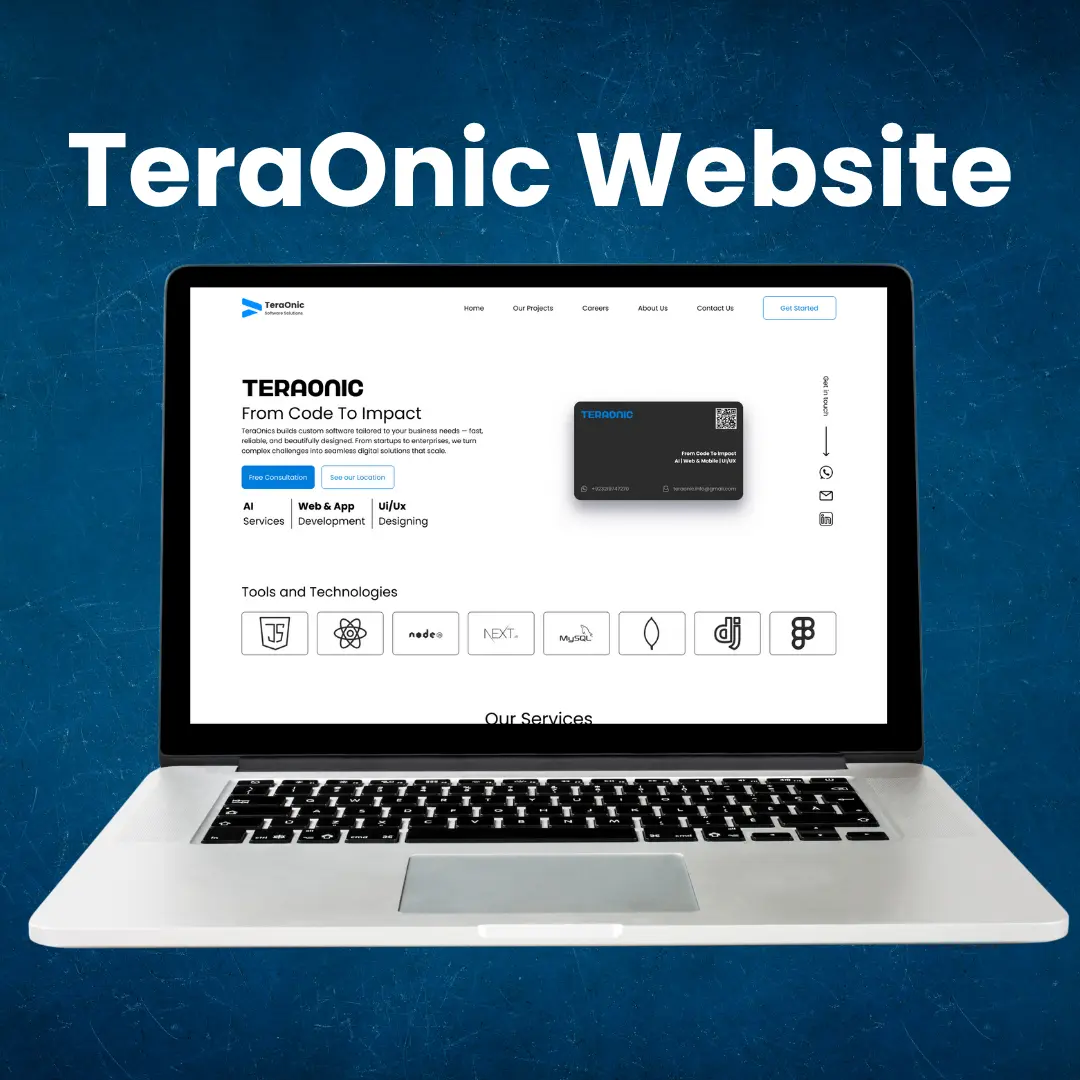 TeraOnic Website
TeraOnic
Software Solutions
Home
Our Projects
Careers
About Us
Contact Us
Get Started
TERAONIC
From Code To Impact
TeraOnics builds custom software tailored to your business needs — fast,
reliable, and beautifully designed. From startups to enterprises, we turn
complex challenges into seamless digital solutions that scale.
Free Consultation
See our Location
AI
Services
Web & App
Development
Ui/Ux
Designing
TERAONIC
From Code To Impact
AI | Web & Mobile | Ui/UX
Get in touch
in
Tools and Technologies
JS
node
NEXT
MySQL
dj
Our Services